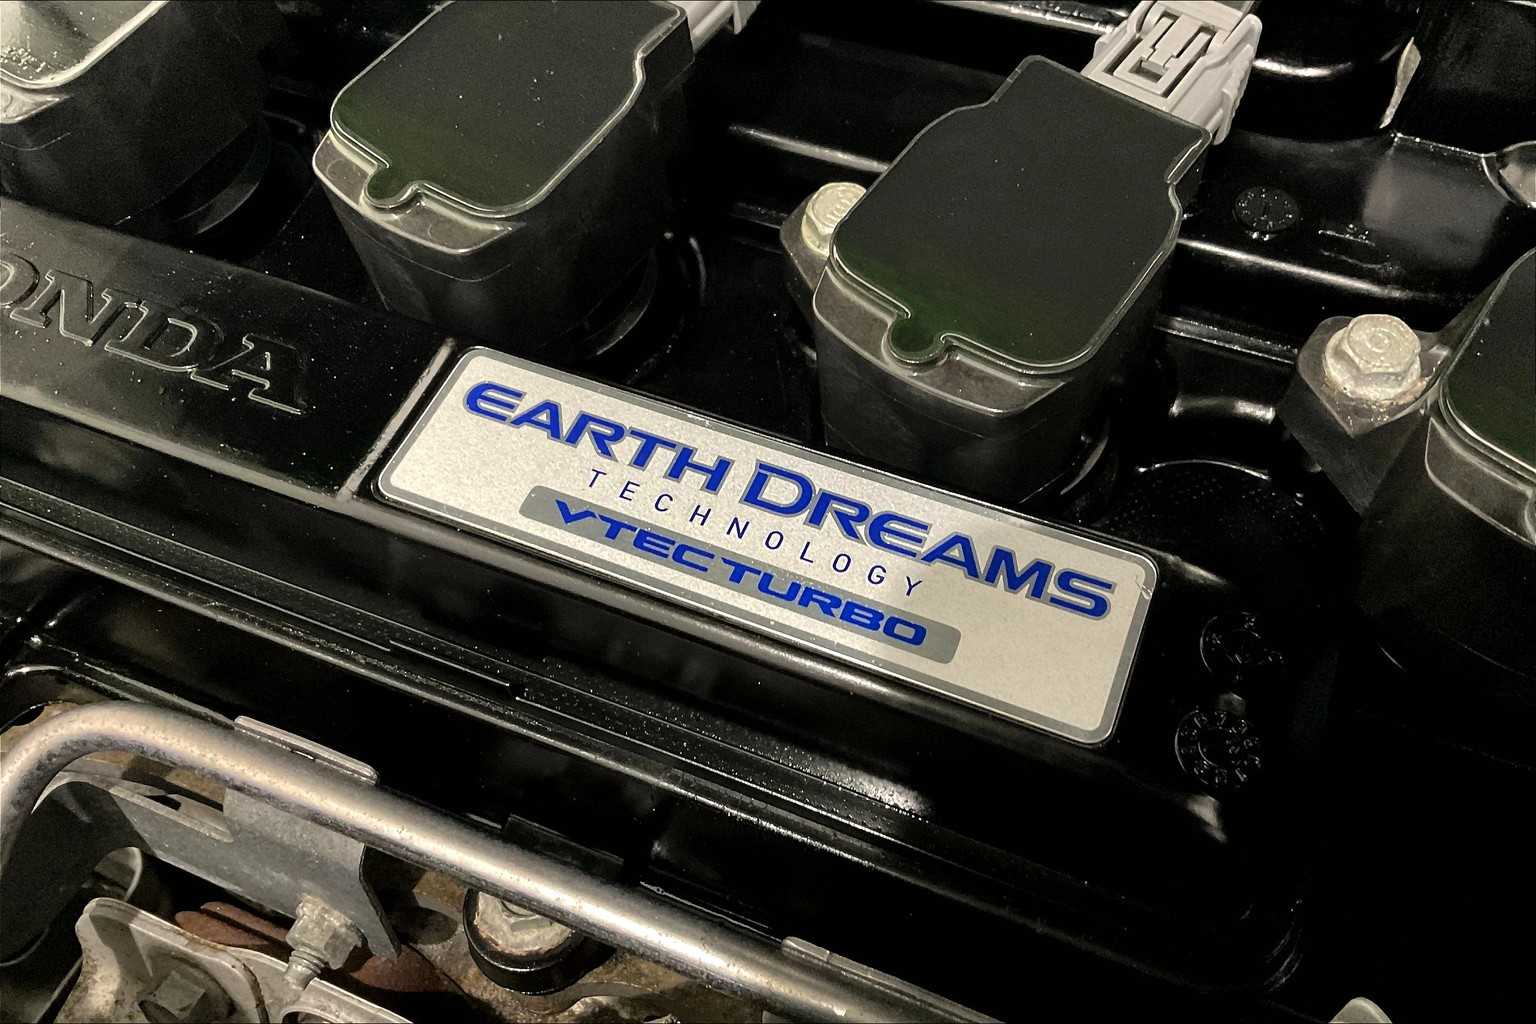 ONDA
EARTH DREAMS
TECHNOLOGY
VTEC TURBO